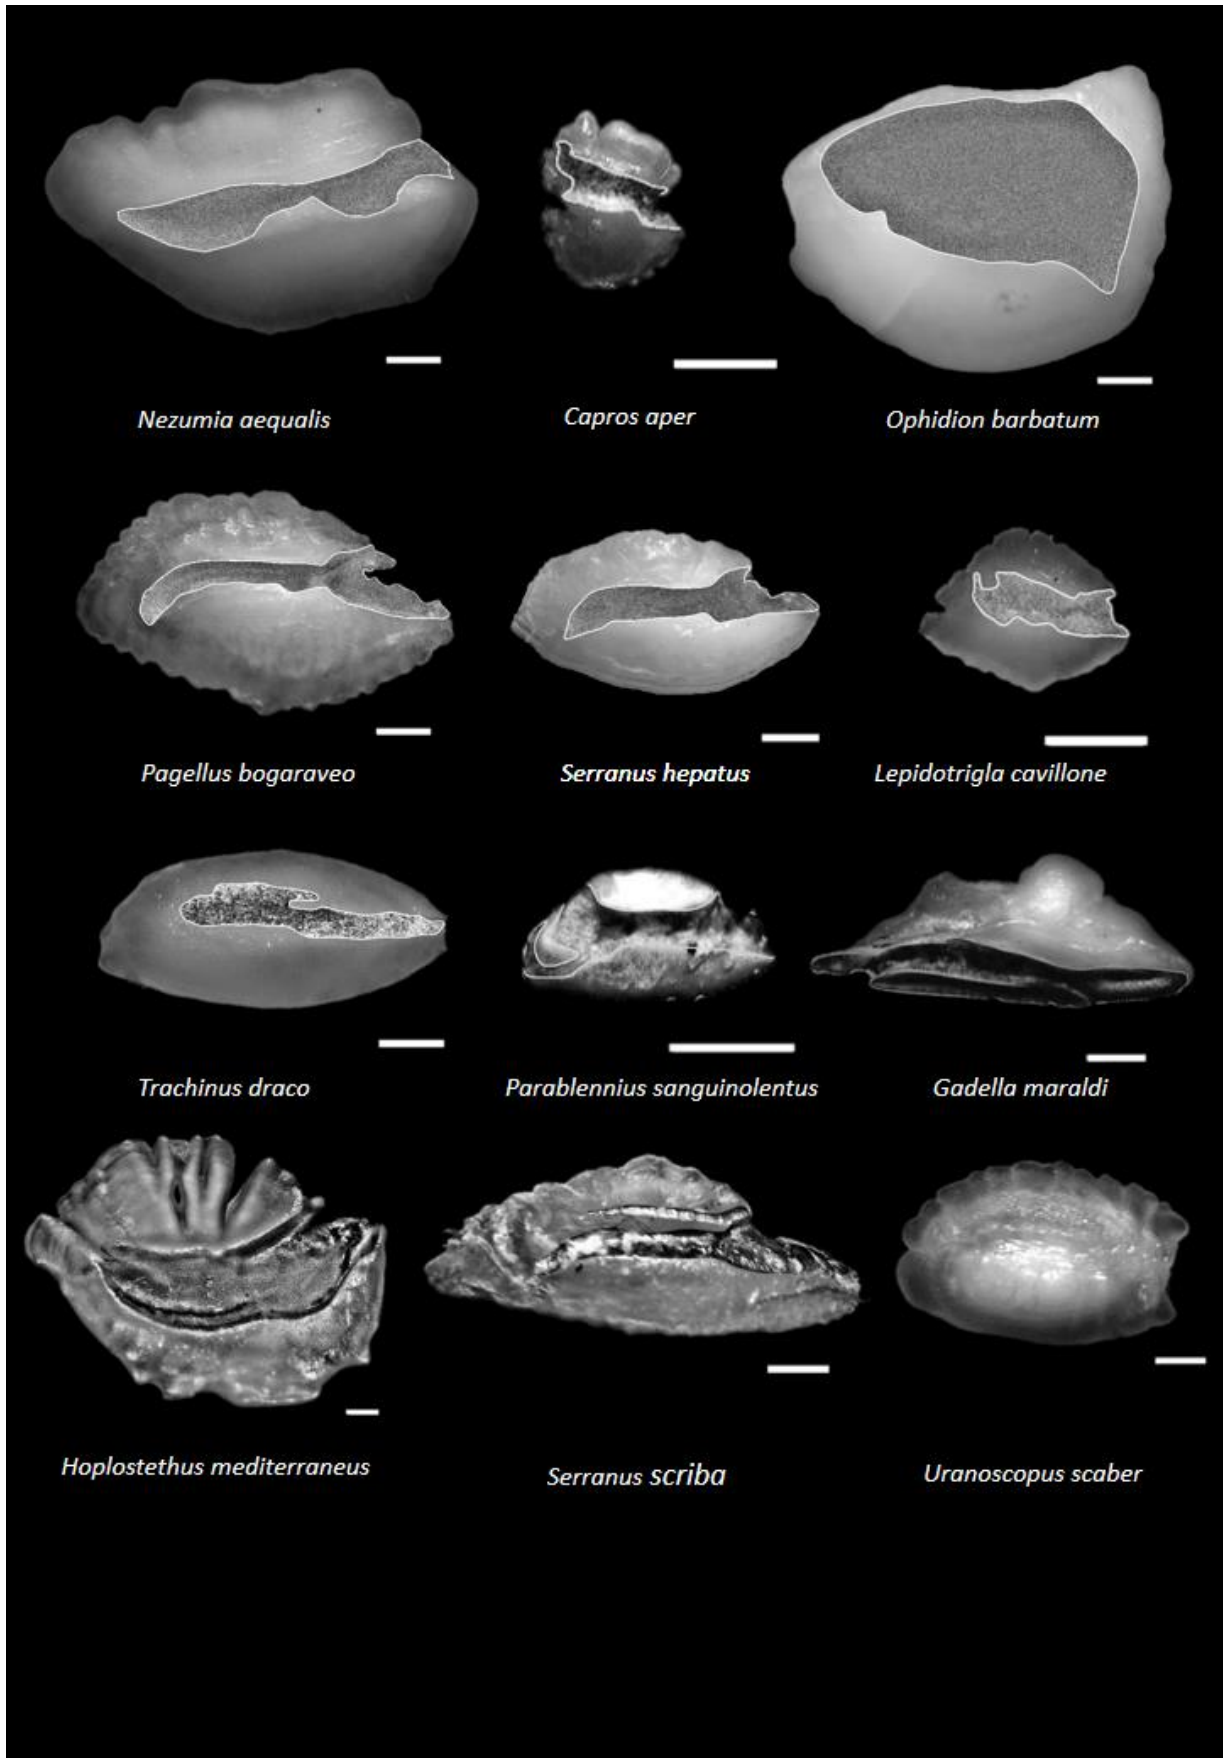 Nezumia aequalis
Capros aper
Ophidion barbatum
Pagellus bogaraveo
Serranus hepatus
Lepidotrigla cavillone
Trachinus draco
Parablennius sanguinolentus
Gadella maraldi
Hoplostethus mediterraneus
Serranus scriba
Uranoscopus scaber